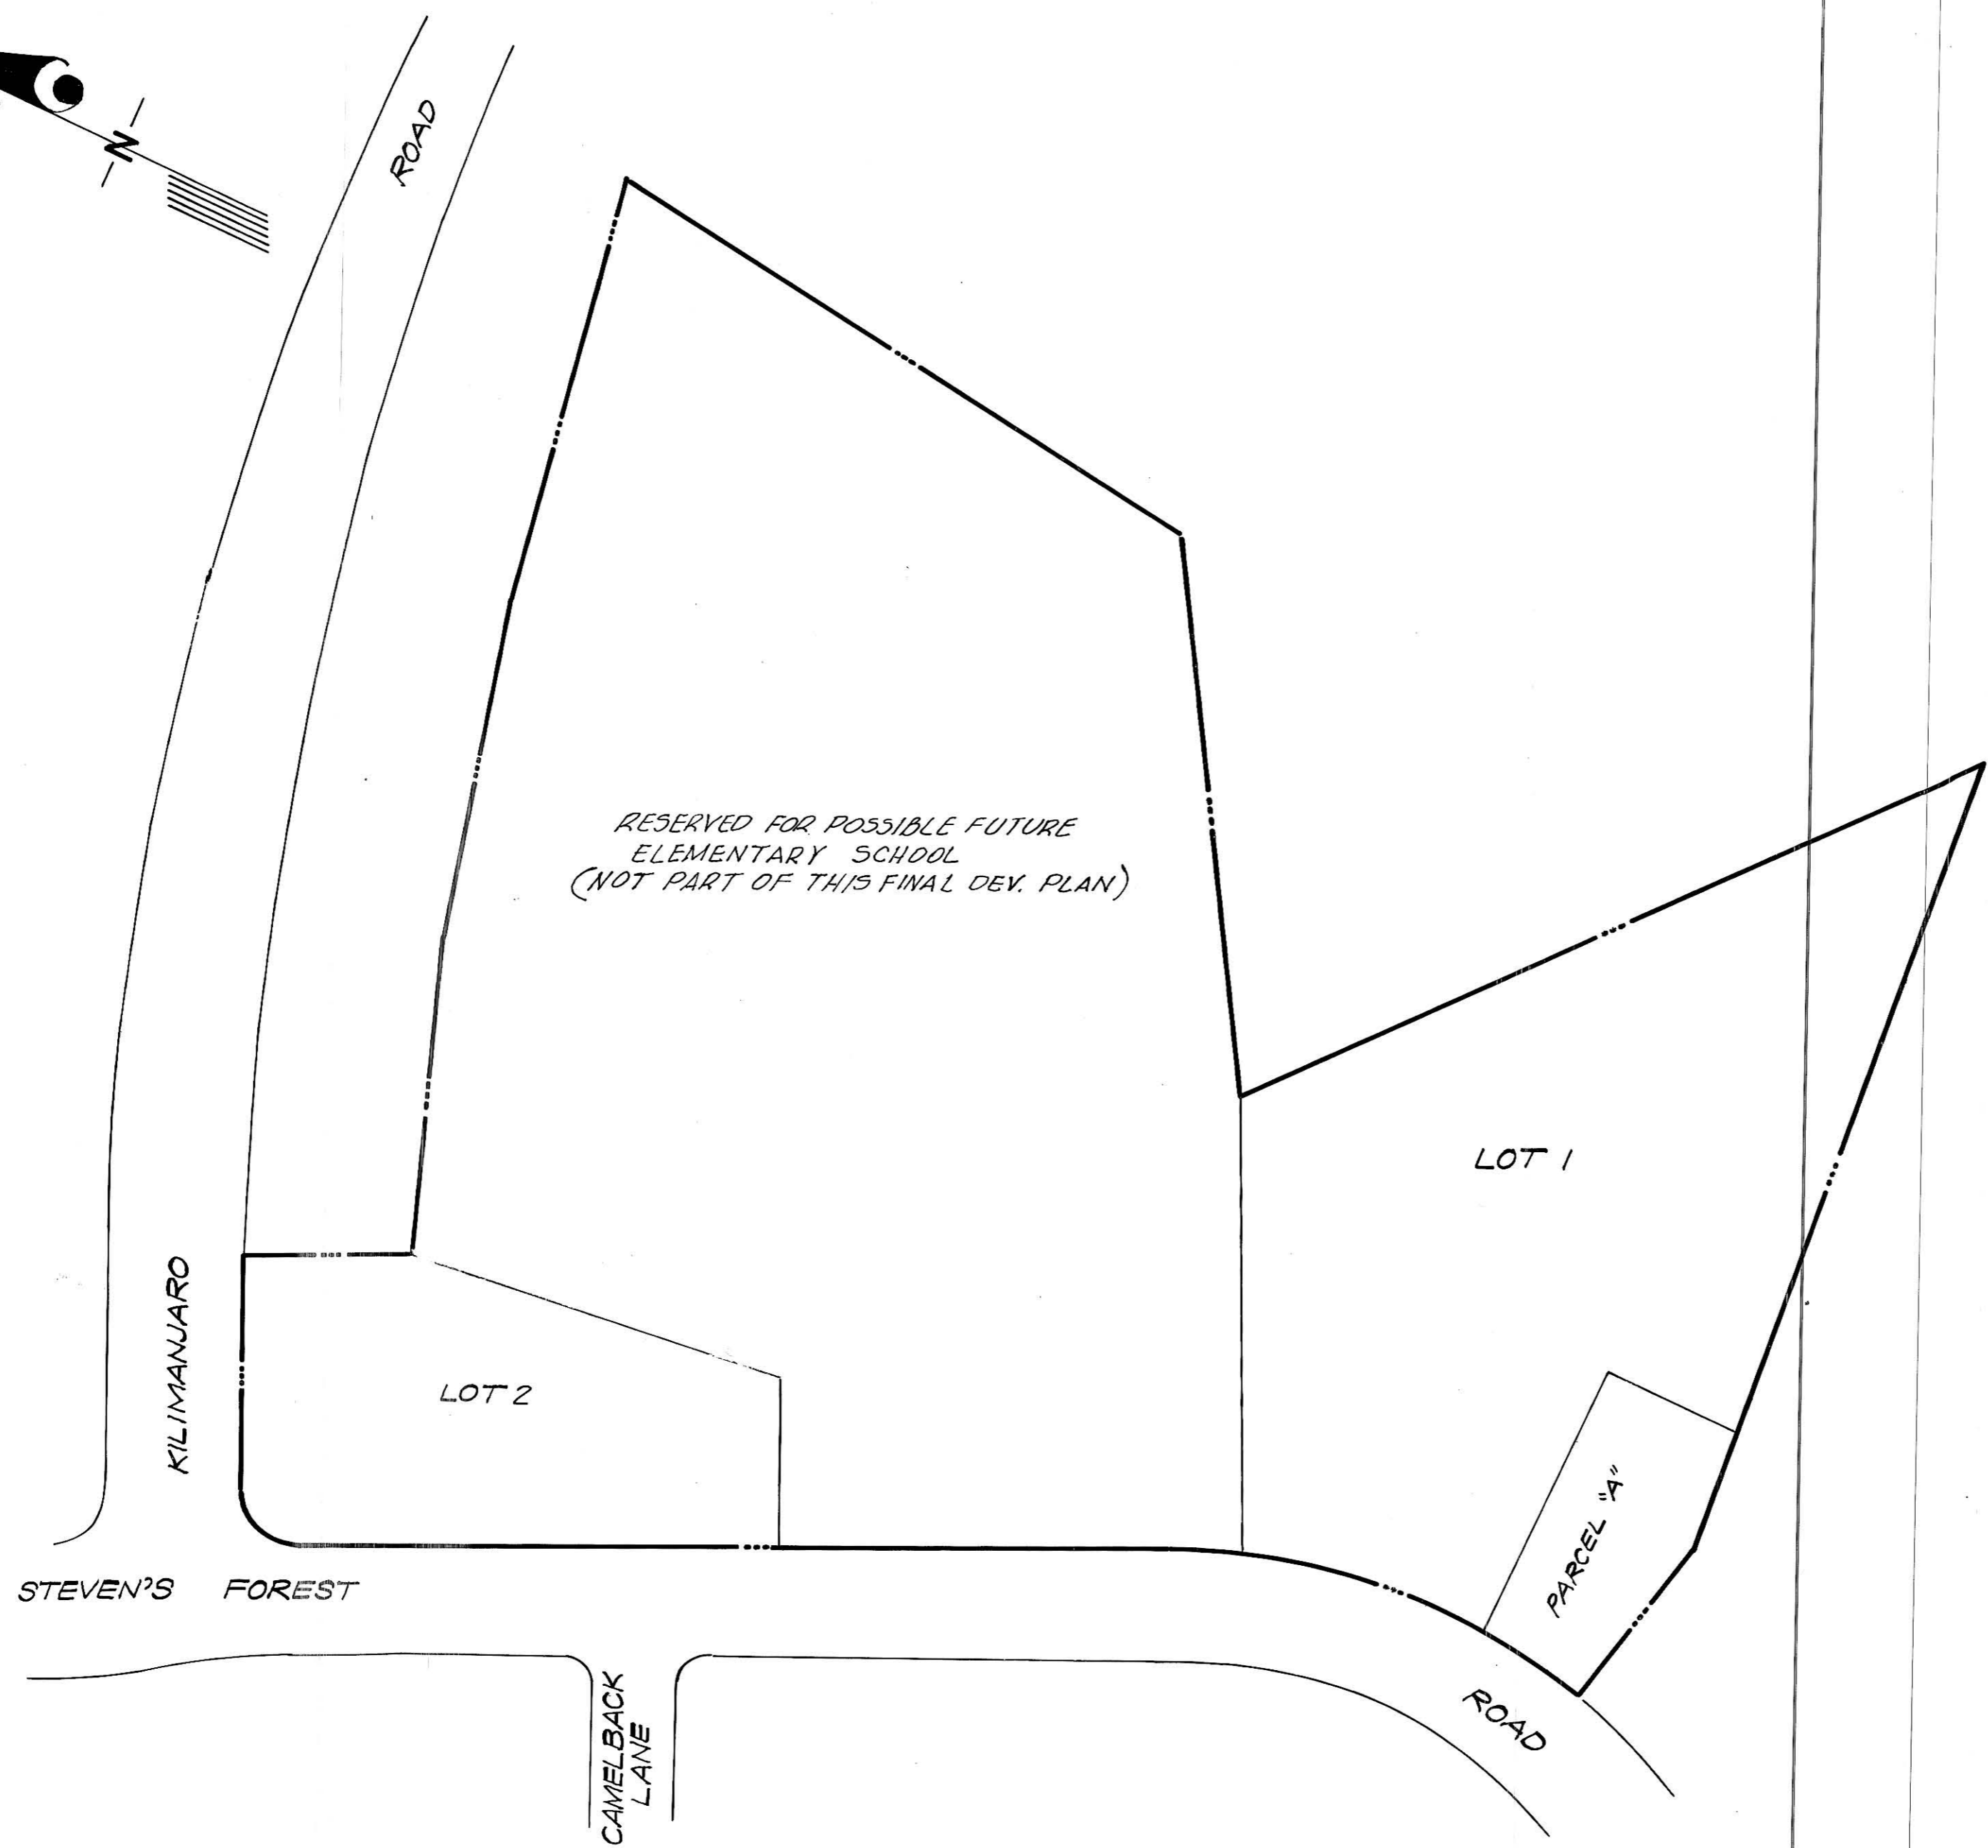 N
ROAD
RESERVED FOR POSSIBLE FUTURE
ELEMENTARY SCHOOL
(NOT PART OF THIS FINAL DEV. PLAN)
LOT 1
KILIMANJARO
LOT 2
PARCEL "A"
STEVEN'S FOREST
ROAD
CAMELBACK
LANE